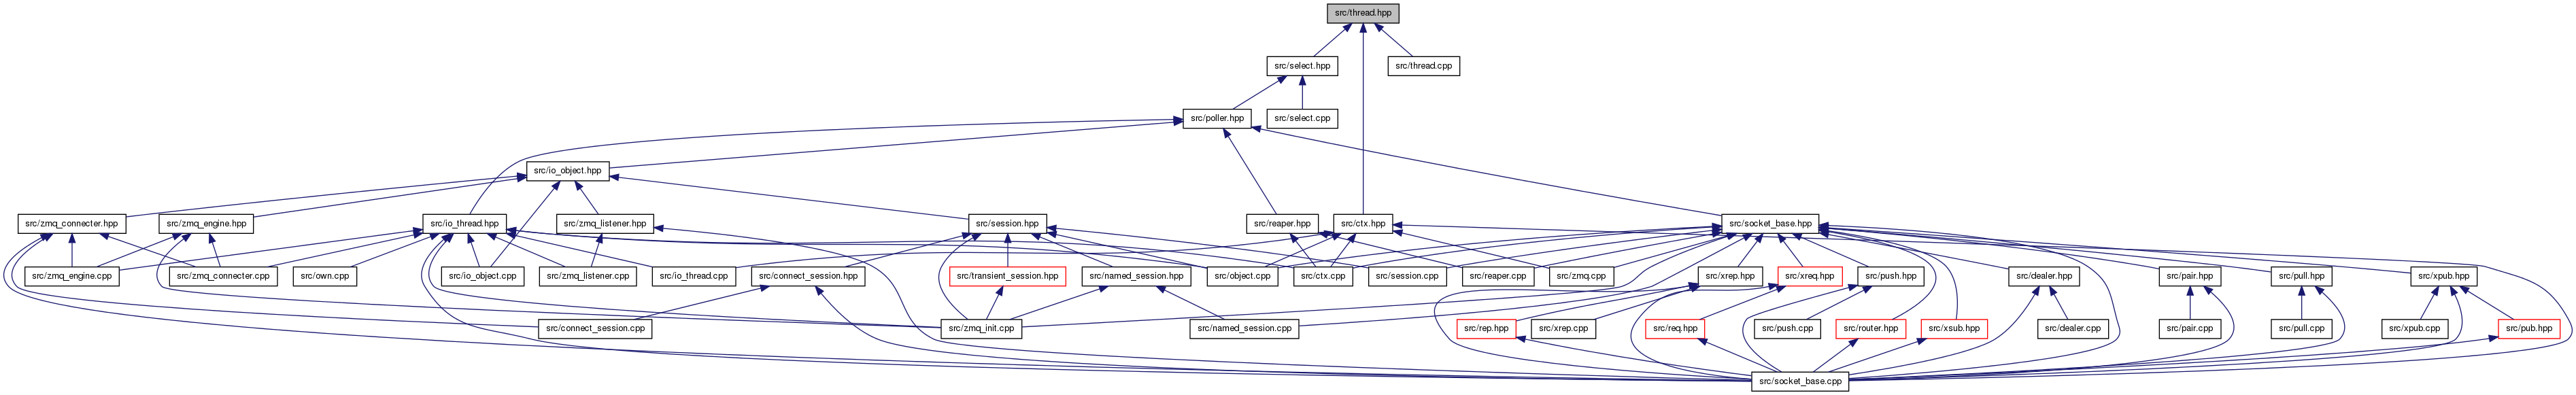 src/thread.hpp
src/select.hpp
src/thread.cpp
src/poller.hpp
src/select.cpp
src/io_object.hpp
src/zmq_connecter.hpp
src/zmq_engine.hpp
src/io_thread.hpp
src/zmq_listener.hpp
src/session.hpp
src/reaper.hpp
src/ctx.hpp
src/socket_base.hpp
src/zmq_engine.cpp
src/zmq_connecter.cpp
src/own.cpp
src/io_object.cpp
src/zmq_listener.cpp
src/io_thread.cpp
src/connect_session.hpp
src/transient_session.hpp
src/named_session.hpp
src/object.cpp
src/ctx.cpp
src/session.cpp
src/reaper.cpp
src/zmq.cpp
src/xrep.hpp
src/xreq.hpp
src/push.hpp
src/dealer.hpp
src/pair.hpp
src/pull.hpp
src/xpub.hpp
src/connect_session.cpp
src/zmq_init.cpp
src/named_session.cpp
src/rep.hpp
src/xrep.cpp
src/req.hpp
src/push.cpp
src/router.hpp
src/xsub.hpp
src/dealer.cpp
src/pair.cpp
src/pull.cpp
src/xpub.cpp
src/pub.hpp
src/socket_base.cpp